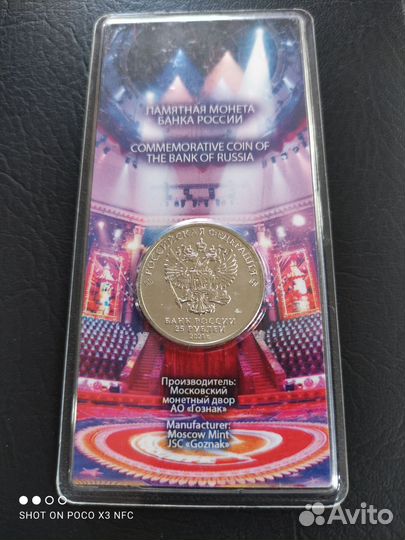 ПАМЯТНАЯ МОНЕТА
БАНКА РОССИИ
COMMEMORATIVE COIN OF
THE BANK OF RUSSIA
РОССИЙСКАЯ ФЕДЕРАЦИЯ
БАНК РОССИИ
25 РУБЛЕЙ
Производитель:
Московский
монетный двор
АО «Гознак»
Manufacturer:
Moscow Mint
JSC «Goznak»
SHOT ON POCO X3 NFC
Avito